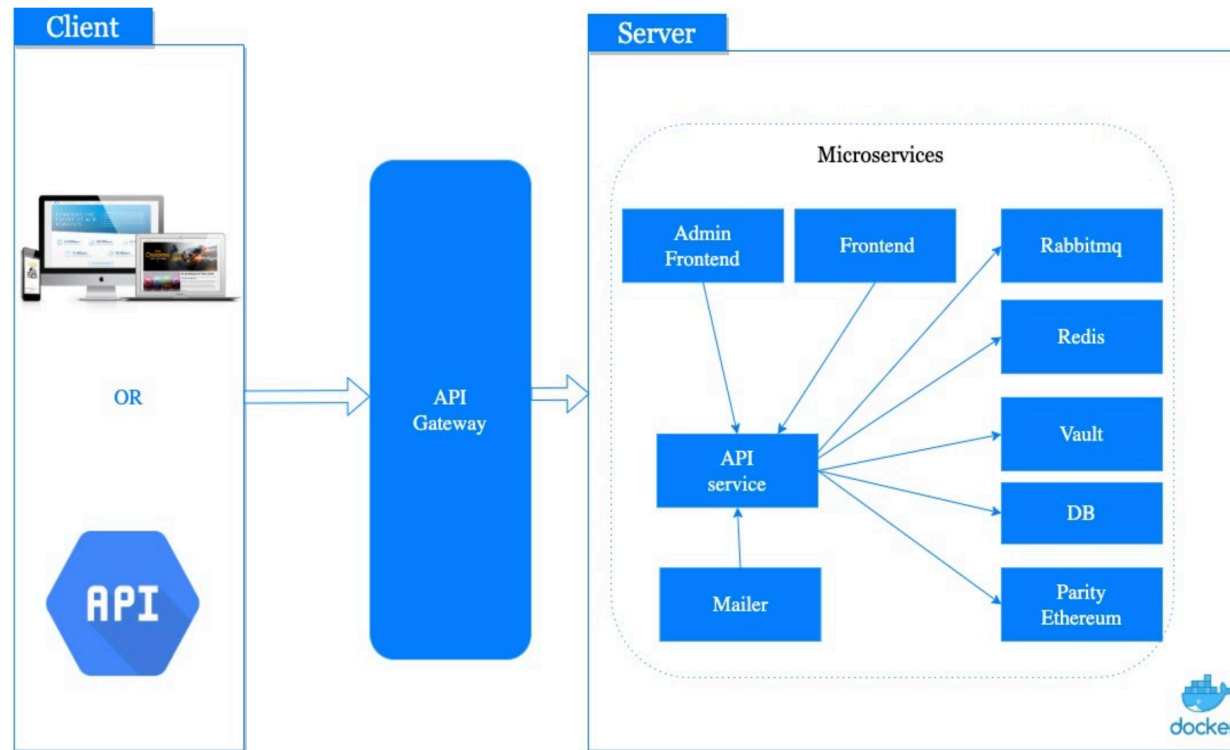 Client
Server
Microservices
Admin
Frontend
Frontend
Rabbitmq
Redis
OR
API
Gateway
Vault
API
service
DB
API
Mailer
Parity
Ethereum
docke